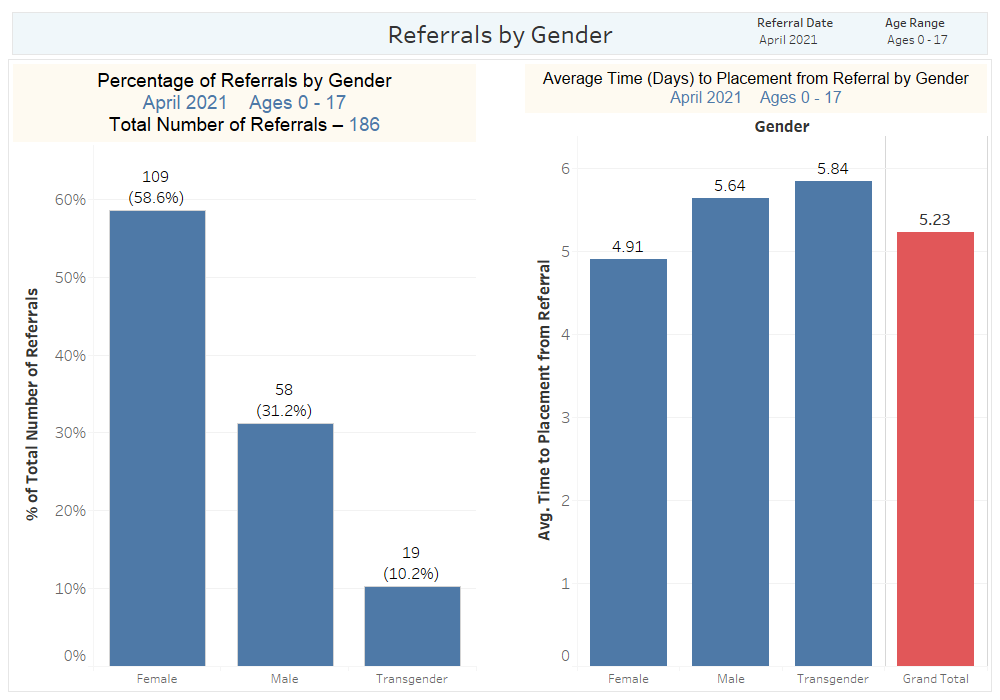 Referrals by Gender
Referral Date
April 2021
Age Range
Ages 0 - 17
Percentage of Referrals by Gender
April 2021 Ages 0 - 17
Total Number of Referrals – 186
% of Total Number of Referrals
60%
50%
40%
30%
20%
10%
0%
109
(58.6%)
58
(31.2%)
19
(10.2%)
Female
Male
Transgender
Average Time (Days) to Placement from Referral by Gender
April 2021 Ages 0 - 17
Gender
Avg. Time to Placement from Referral
6
5
4
3
2
1
0
4.91
5.64
5.84
5.23
Female
Male
Transgender
Grand Total